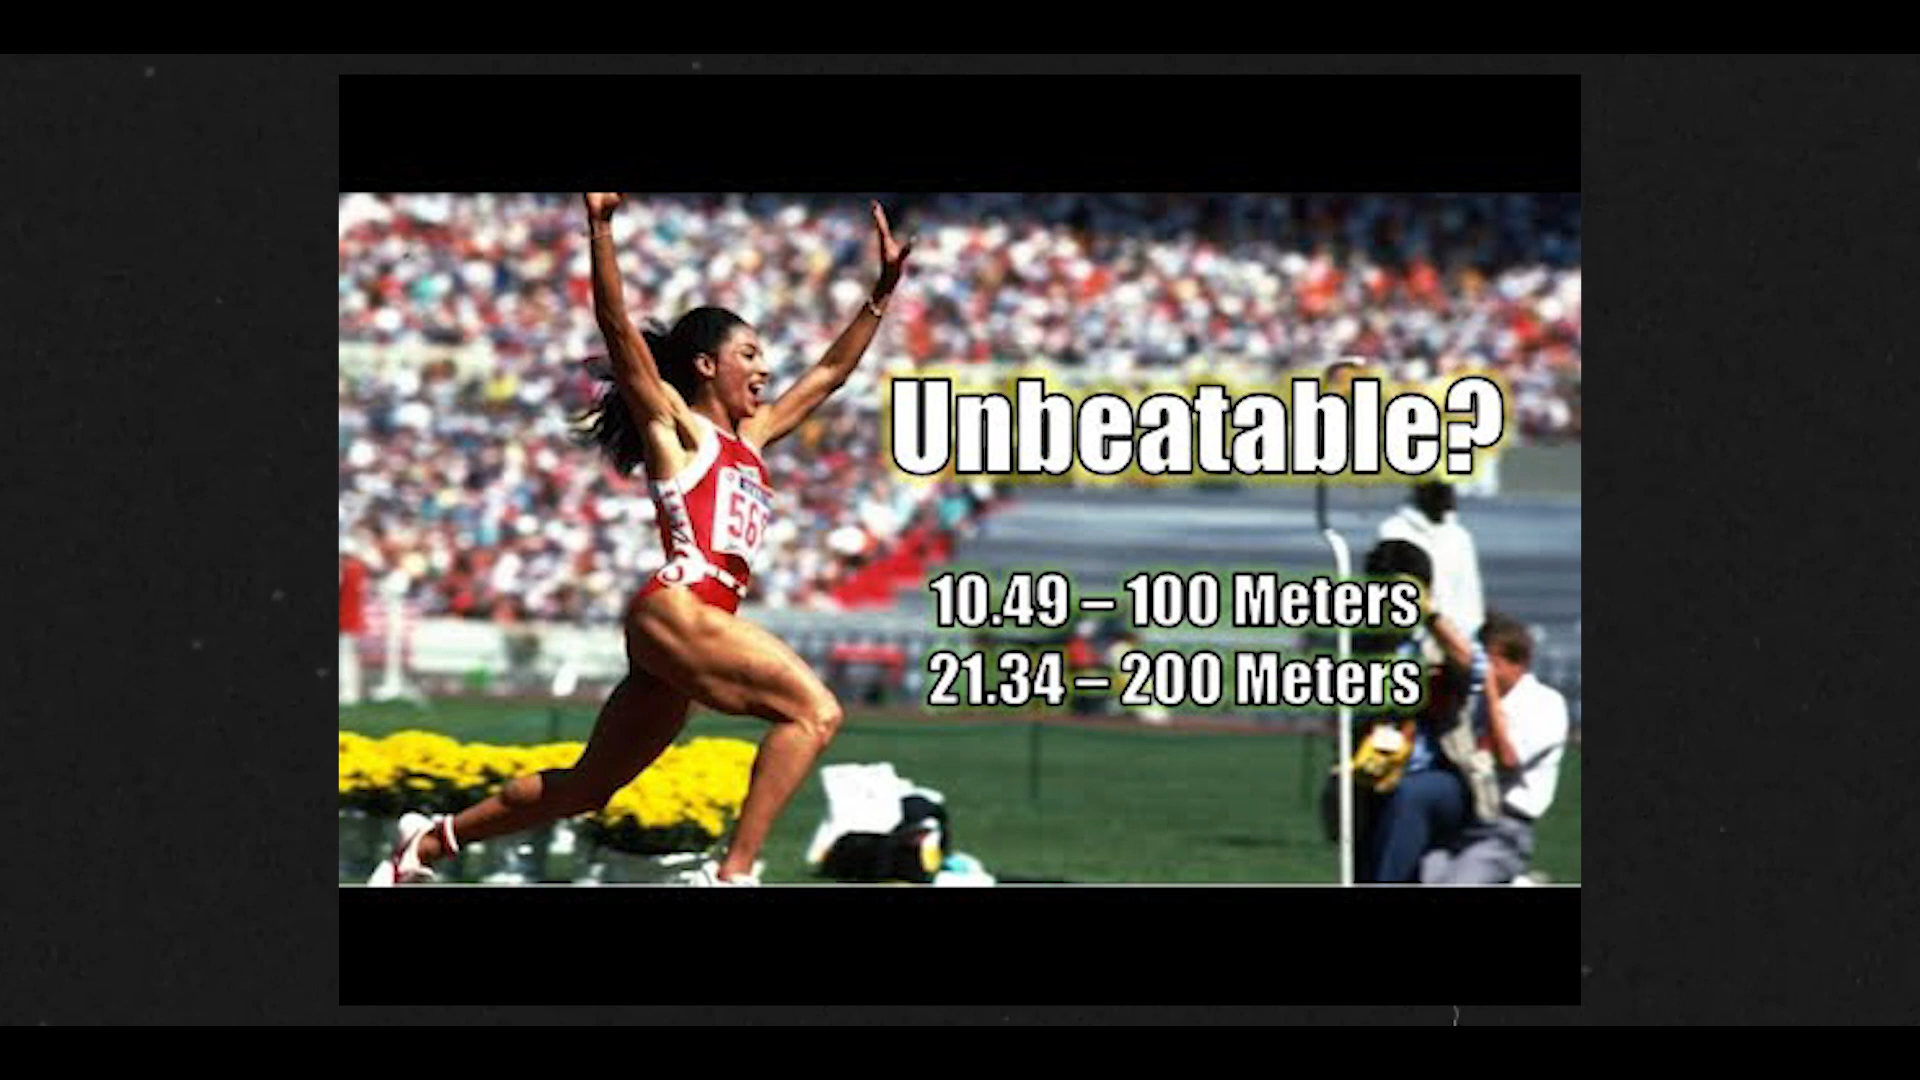 Unbeatable?
10.49 – 100 Meters
21.34 – 200 Meters